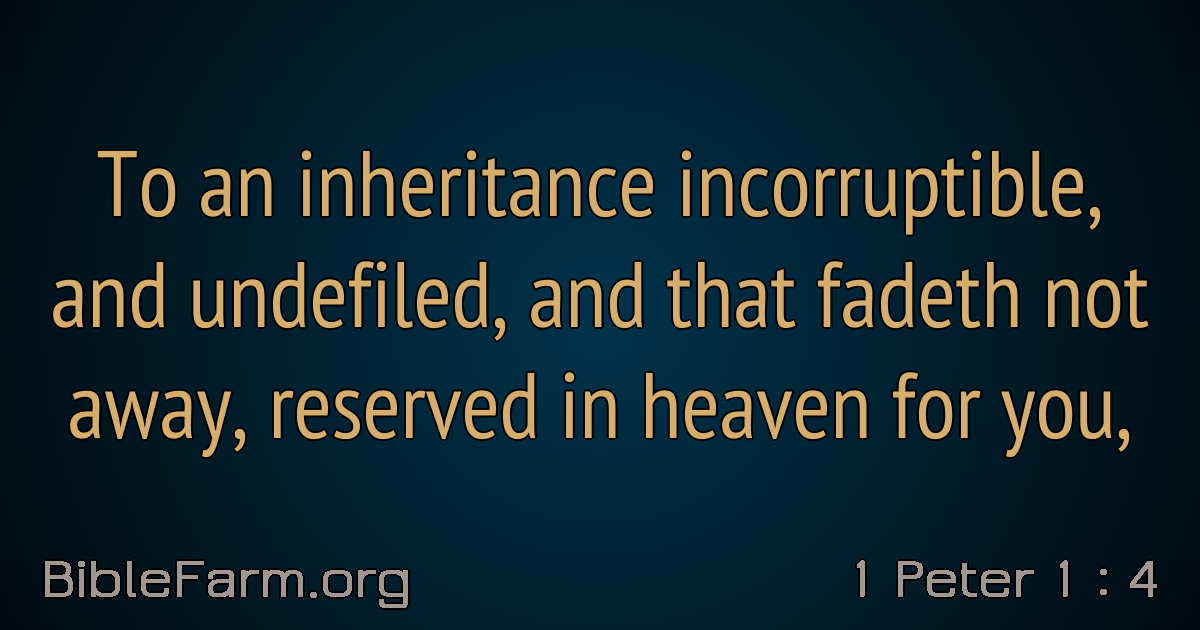 To an inheritance incorruptible,
and undefiled, and that fadeth not
away, reserved in heaven for you,
BibleFarm.org
1 Peter 1 : 4